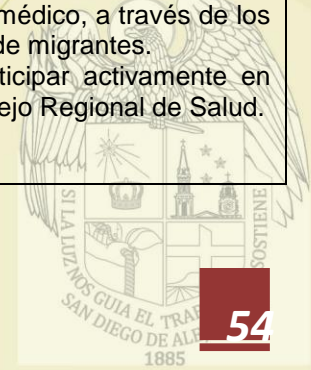 médico, a través de los
de migrantes.
ticipar activamente en
ejo Regional de Salud.
SI LA LUZ NOS GUIA EL TRA
SOSTIENE
SAN DIEGO DE ALE
1885
54